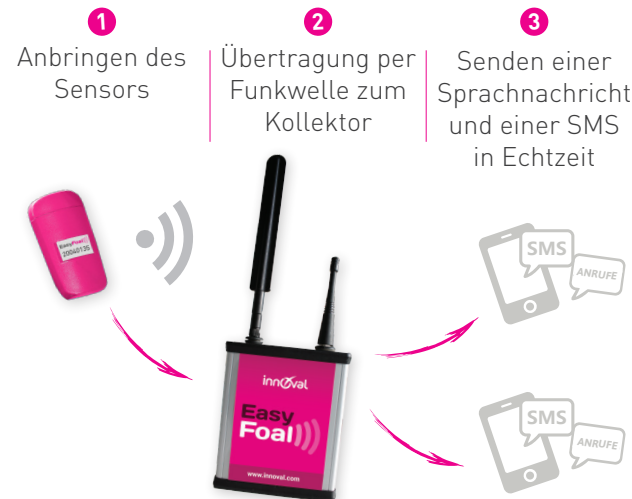 1
Anbringen des
Sensors
2
Übertragung per
Funkwelle zum
Kollektor
3
Senden einer
Sprachnachricht
und einer SMS
in Echtzeit
EasyFoal
20040135
innoval
Easy
Foal
www.innoval.com
SMS
ANRUFE
SMS
ANRUFE